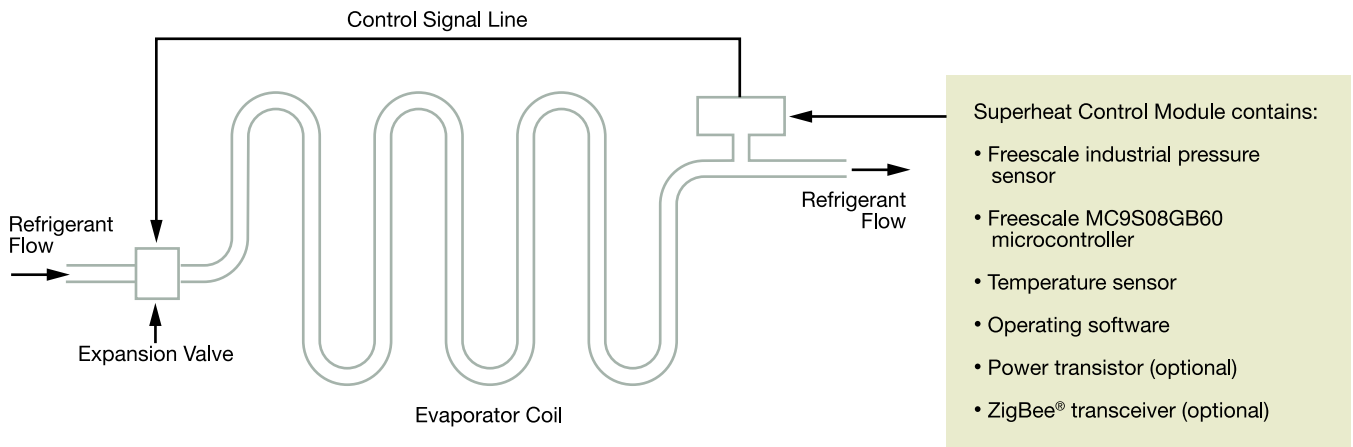 Control Signal Line
Superheat Control Module contains:
• Freescale industrial pressure
sensor
• Freescale MC9S08GB60
microcontroller
• Temperature sensor
• Operating software
• Power transistor (optional)
• ZigBee® transceiver (optional)
Refrigerant
Flow
Refrigerant
Flow
Expansion Valve
Evaporator Coil